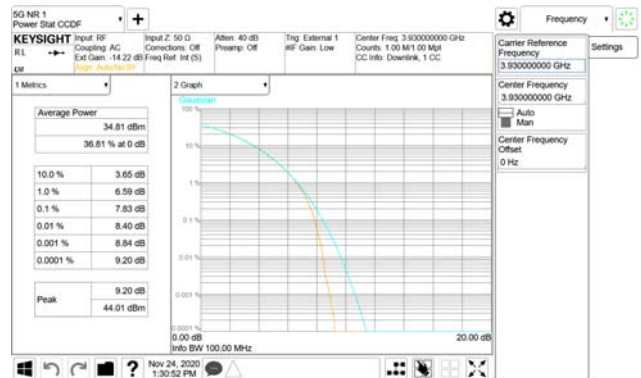 5G NR 1
Power Stat CCDF
Frequency
KEYSIGHT
Input: RF
Coupling: AC
Ext Gain: -14.22 dB
Align: Auto/No RF
Input Z: 50 Ω
Corrections: Off
Freq Ref: Int (S)
Atten: 40 dB
Preamp: Off
Trig: External 1
#IF Gain: Low
Center Freq: 3.930000000 GHz
Counts: 1.00 M/1.00 Mpt
CC Info: Downlink, 1 CC
R L
LXI
1 Metrics
Average Power
34.81 dBm
36.81 % at 0 dB
10.0 % 3.65 dB
1.0 % 6.59 dB
0.1 % 7.83 dB
0.01 % 8.40 dB
0.001 % 8.84 dB
0.0001 % 9.20 dB
Peak
9.20 dB
44.01 dBm
2 Graph
Gaussian
100 %
10 %
1 %
0.1 %
0.01 %
0.001 %
0.0001 %
0.00 dB
20.00 dB
Info BW 100.00 MHz
Carrier Reference
Frequency
3.930000000 GHz
Center Frequency
3.930000000 GHz
Auto
Man
Center Frequency
Offset
0 Hz
Settings
Nov 24, 2020
1:30:52 PM